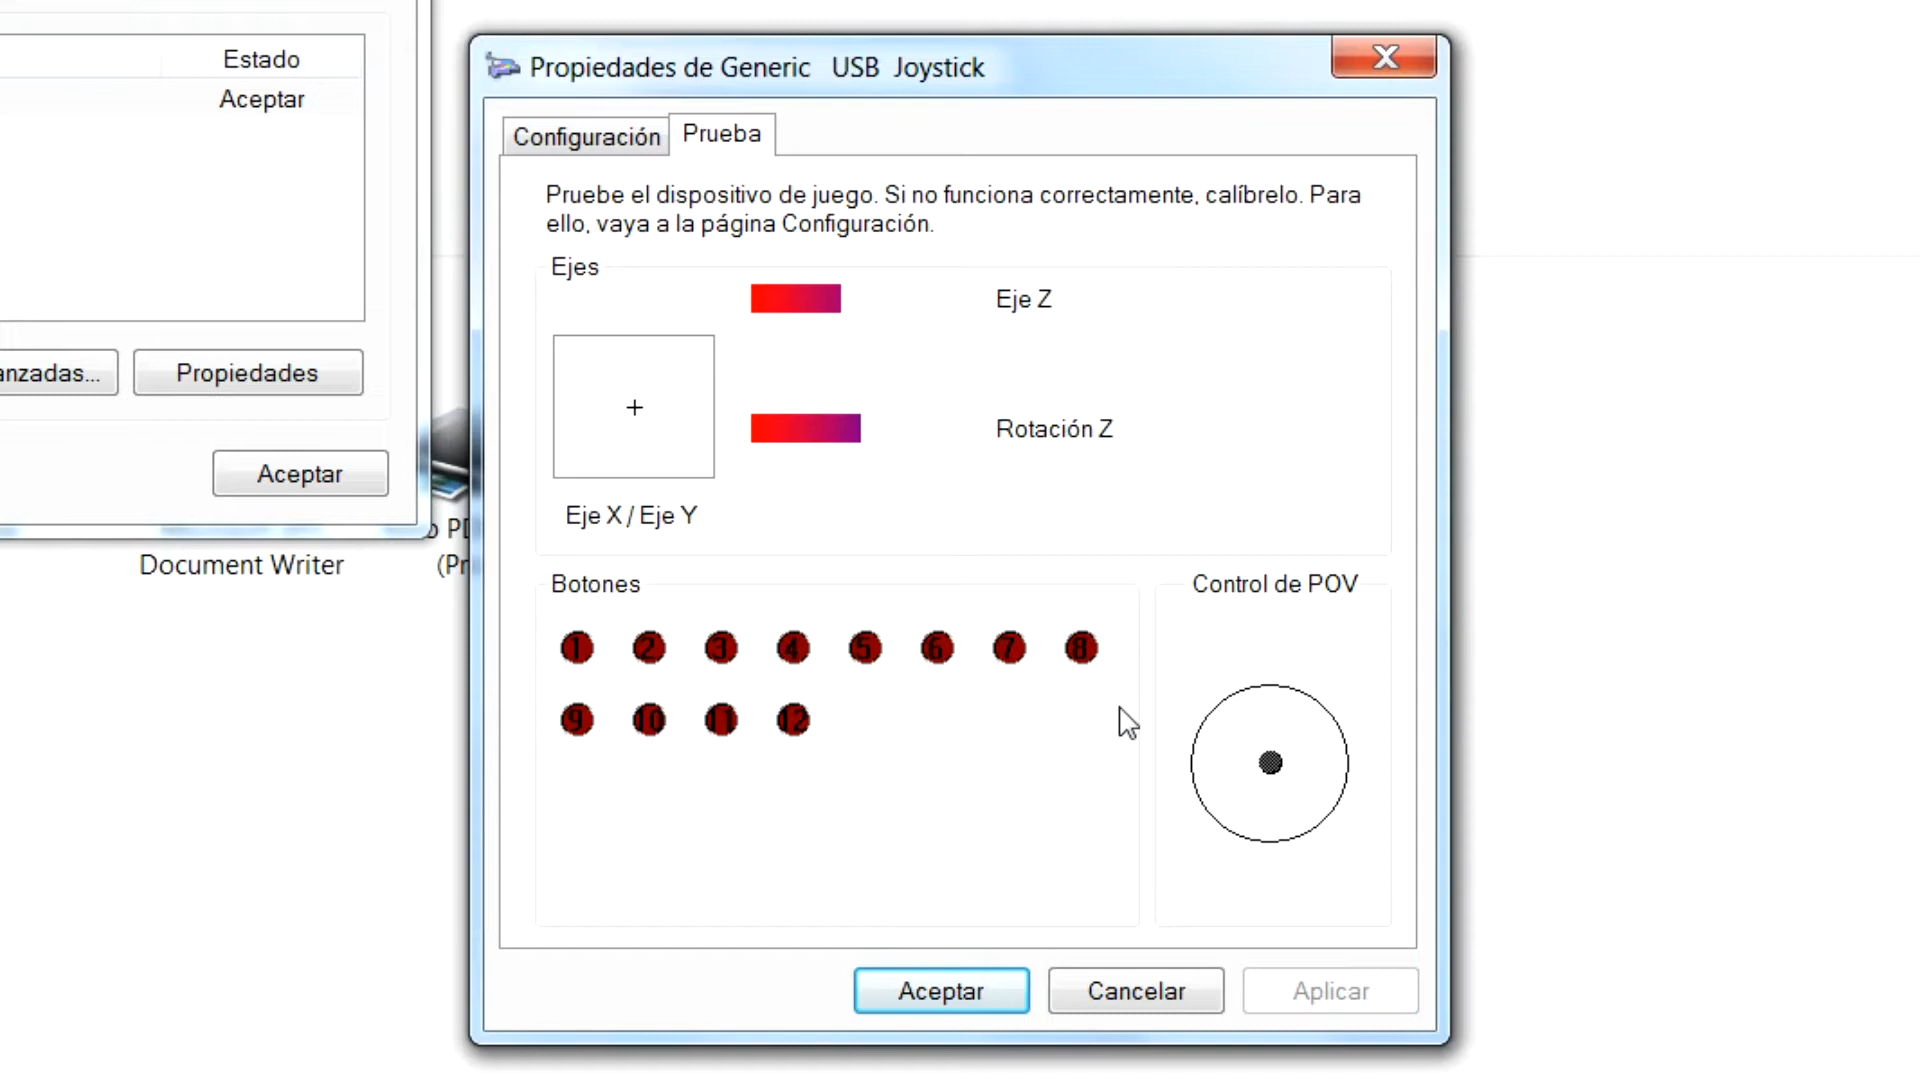 Estado
Aceptar
anzadas...
Propiedades
Aceptar
Document Writer
(Pr
Propiedades de Generic   USB  Joystick
X
Configuración
Prueba
Pruebe el dispositivo de juego. Si no funciona correctamente, calíbrelo. Para
ello, vaya a la página Configuración.
Ejes
Eje Z
Rotación Z
Eje X / Eje Y
Botones
1 2 3 4 5 6 7 8
9 10 11 12
Control de POV
Aceptar
Cancelar
Aplicar